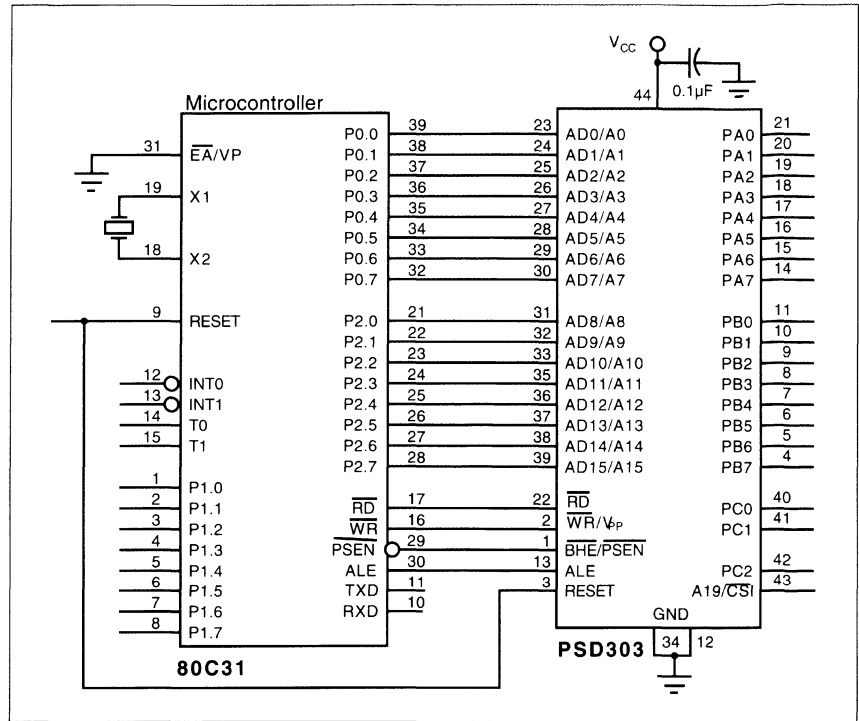 V_CC
0.1µF
44
Microcontroller
31 EA/VP P0.0 39 23 AD0/A0 PA0 21
P0.1 38 24 AD1/A1 PA1 20
P0.2 37 25 AD2/A2 PA2 19
19 X1 P0.3 36 26 AD3/A3 PA3 18
P0.4 35 27 AD4/A4 PA4 17
P0.5 34 28 AD5/A5 PA5 16
18 X2 P0.6 33 29 AD6/A6 PA6 15
P0.7 32 30 AD7/A7 PA7 14
9 RESET P2.0 21 31 AD8/A8 PB0 11
P2.1 22 32 AD9/A9 PB1 10
P2.2 23 33 AD10/A10 PB2 9
12 INT0 P2.3 24 35 AD11/A11 PB3 8
13 INT1 P2.4 25 36 AD12/A12 PB4 7
14 T0 P2.5 26 37 AD13/A13 PB5 6
15 T1 P2.6 27 38 AD14/A14 PB6 5
P2.7 28 39 AD15/A15 PB7 4
1 P1.0
2 P1.1 RD 17 22 RD PC0 40
3 P1.2 WR 16 2 WR/VPP PC1 41
4 P1.3 PSEN 29 1 BHE/PSEN
5 P1.4 ALE 30 13 ALE PC2 42
6 P1.5 TXD 11 3 RESET A19/CSI 43
7 P1.6 RXD 10
8 P1.7
GND
34 12
80C31
PSD303